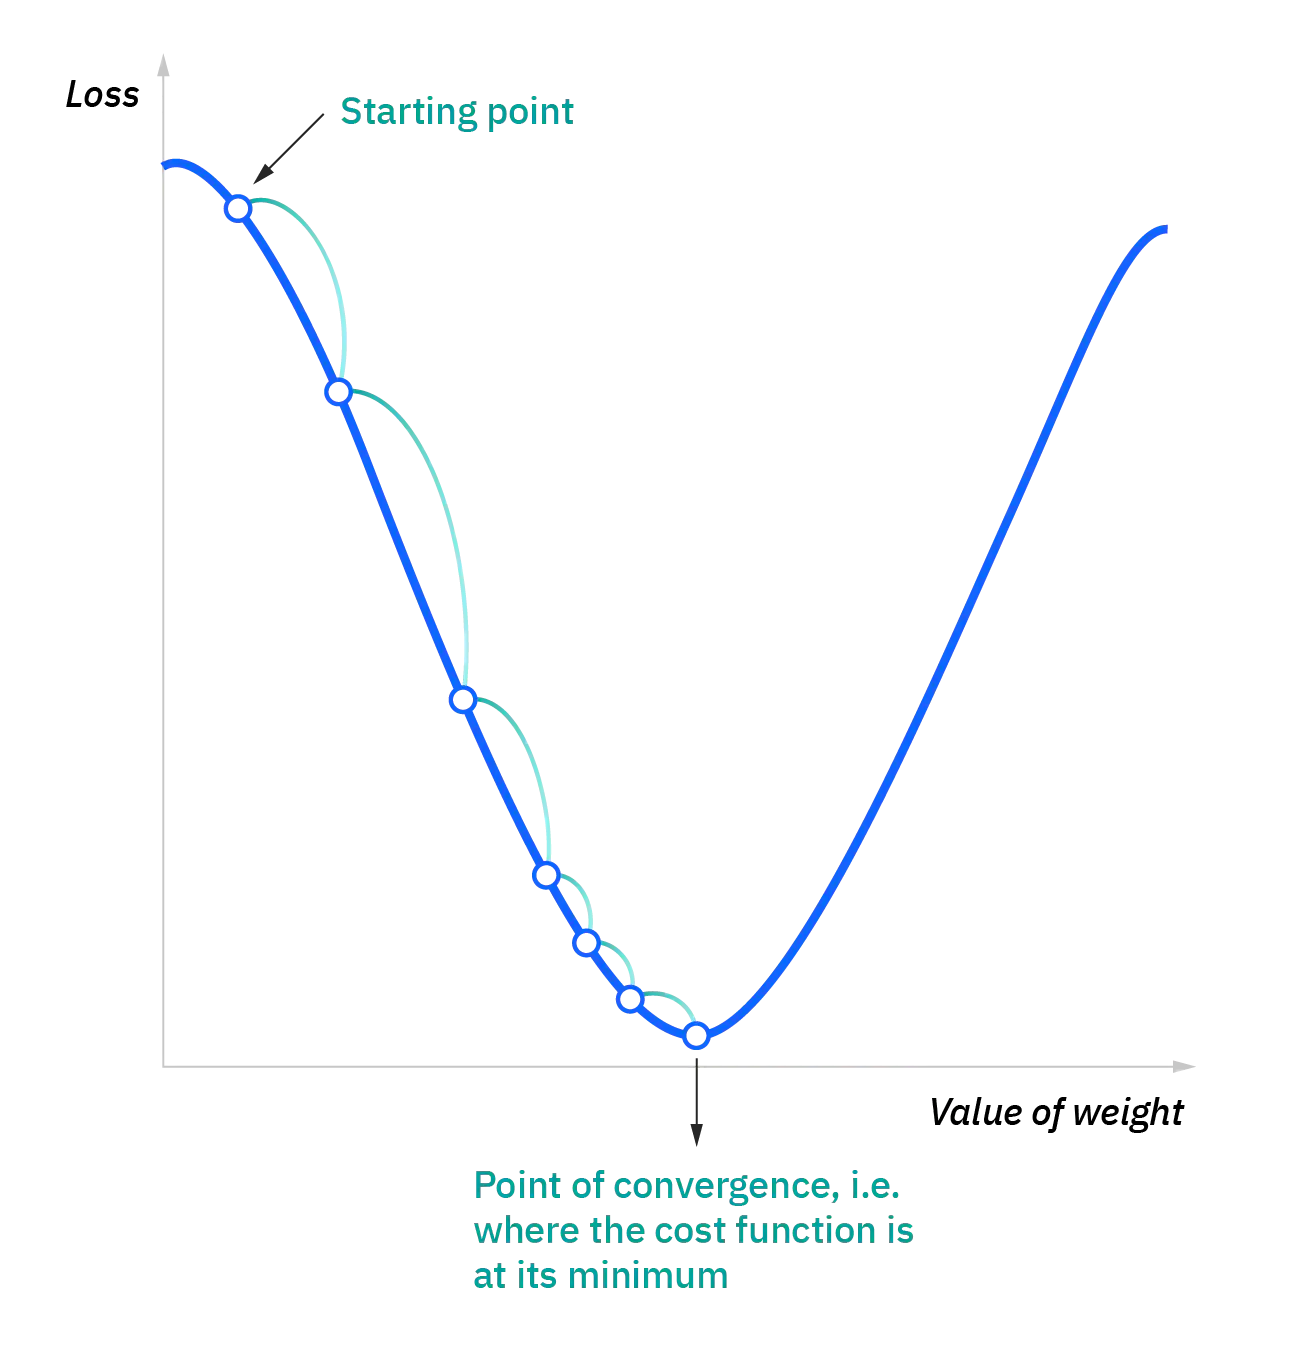 Loss
Starting point
Value of weight
Point of convergence, i.e.
where the cost function is
at its minimum